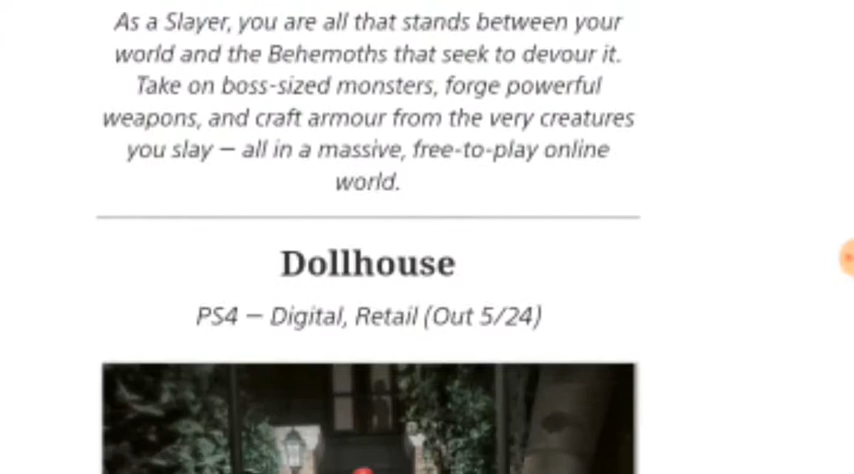 As a Slayer, you are all that stands between your
world and the Behemoths that seek to devour it.
Take on boss-sized monsters, forge powerful
weapons, and craft armour from the very creatures
you slay — all in a massive, free-to-play online
world.
Dollhouse
PS4 — Digital, Retail (Out 5/24)